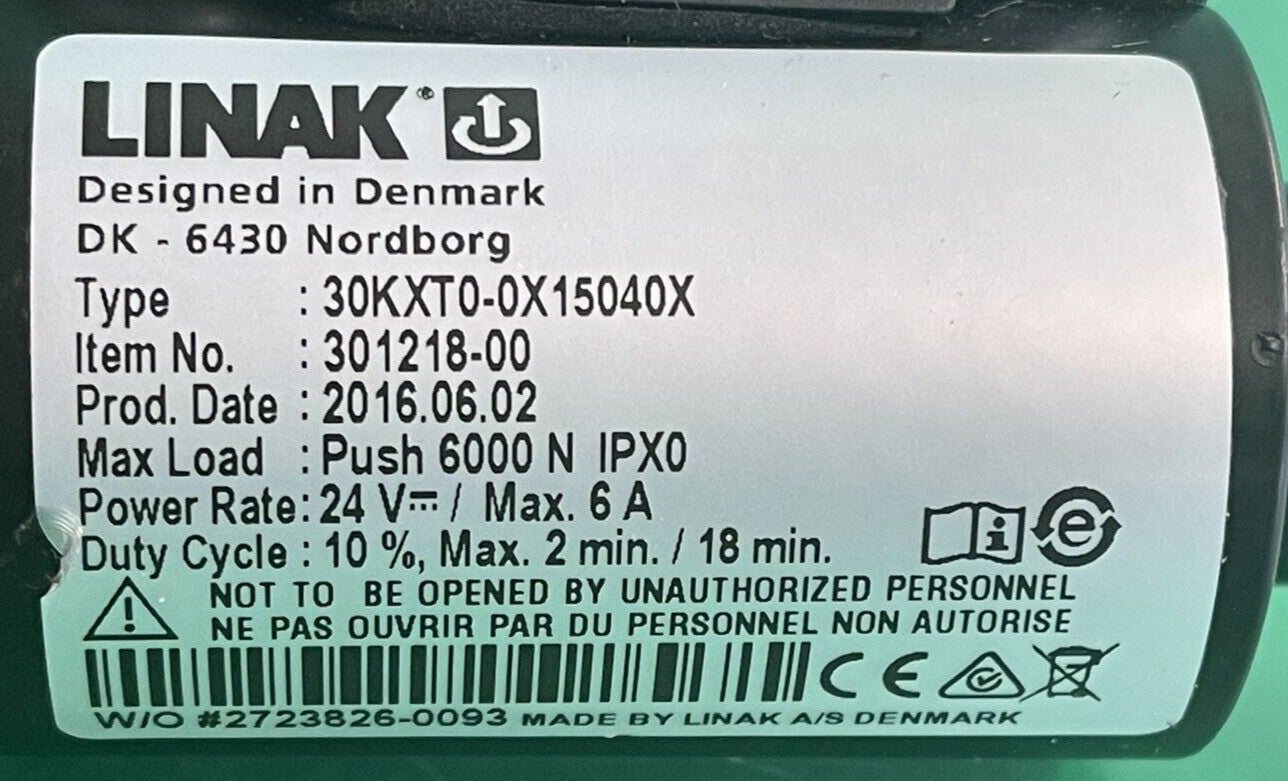 LINAK®
Designed in Denmark
DK - 6430 Nordborg
Type : 30KXT0-0X15040X
Item No. : 301218-00
Prod. Date : 2016.06.02
Max Load : Push 6000 N IPX0
Power Rate: 24 V⎓ / Max. 6 A
Duty Cycle : 10 %, Max. 2 min. / 18 min.
NOT TO BE OPENED BY UNAUTHORIZED PERSONNEL
NE PAS OUVRIR PAR DU PERSONNEL NON AUTORISE
CE
W/O #2723826-0093 MADE BY LINAK A/S DENMARK